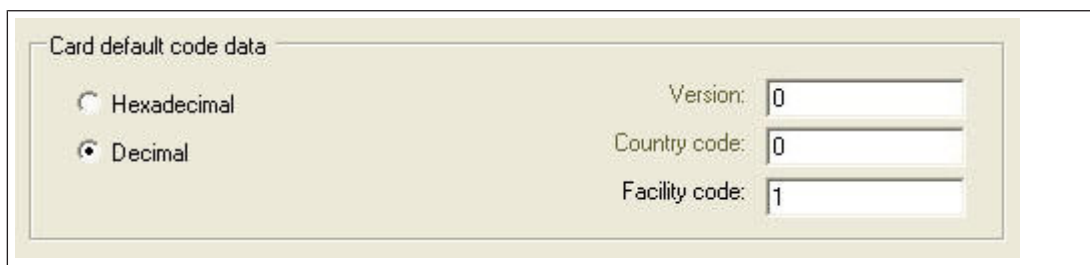 Card default code data
Hexadecimal
Decimal
Version: 0
Country code: 0
Facility code: 1